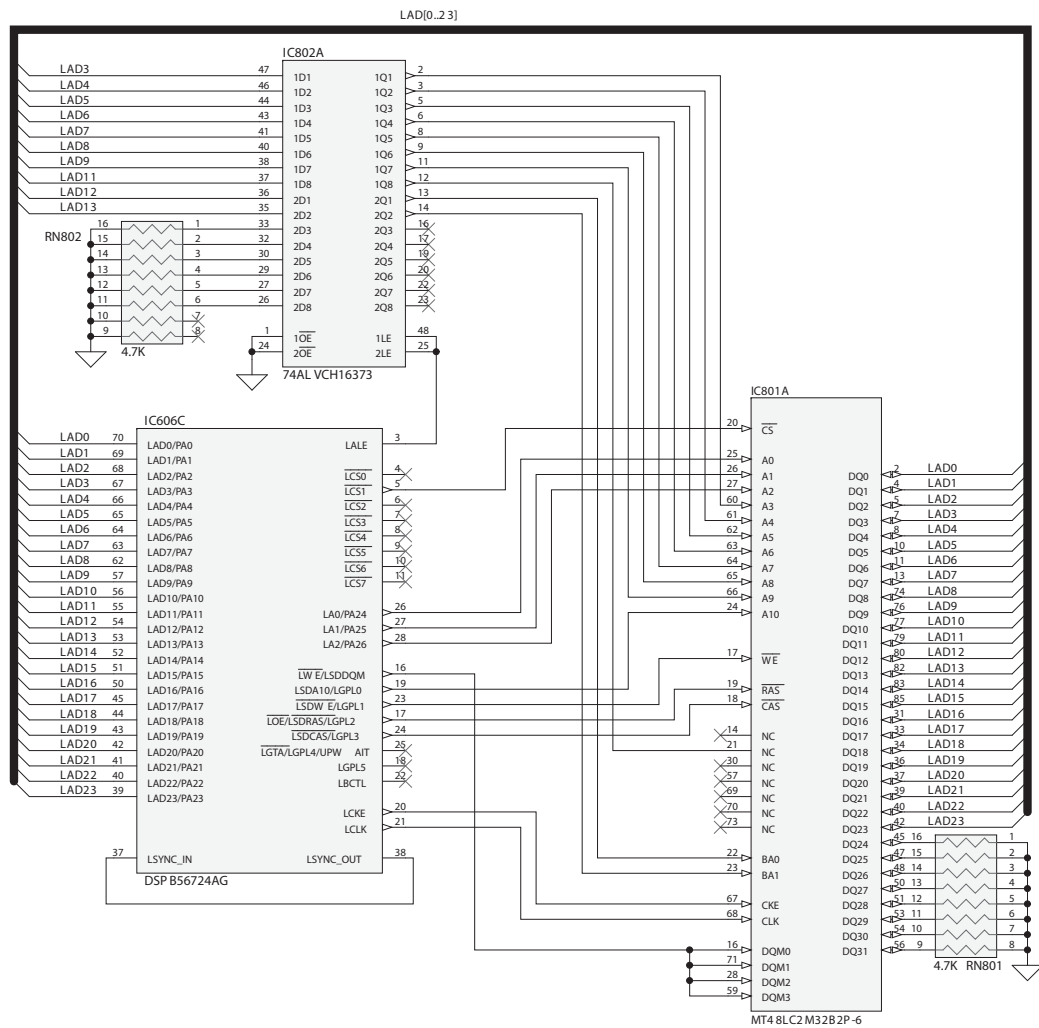 LAD[0..2 3]
IC802A
LAD3 47 1D1 1Q1 2
LAD4 46 1D2 1Q2 3
LAD5 44 1D3 1Q3 5
LAD6 43 1D4 1Q4 6
LAD7 41 1D5 1Q5 8
LAD8 40 1D6 1Q6 9
LAD9 38 1D7 1Q7 11
LAD11 37 1D8 1Q8 12
LAD12 36 2D1 2Q1 13
LAD13 35 2D2 2Q2 14
RN802
16 1 33 2D3 2Q3 16
15 2 32 2D4 2Q4 17
14 3 30 2D5 2Q5 19
13 4 29 2D6 2Q6 20
12 5 27 2D7 2Q7 22
11 6 26 2D8 2Q8 23
10 7
9 8
4.7K
1 1OE 1LE 48
24 2OE 2LE 25
74AL VCH16373
IC606C
LAD0 70 LAD0/PA0 LALE 3
LAD1 69 LAD1/PA1
LAD2 68 LAD2/PA2 LCS0 4
LAD3 67 LAD3/PA3 LCS1 5
LAD4 66 LAD4/PA4 LCS2 6
LAD5 65 LAD5/PA5 LCS3 7
LAD6 64 LAD6/PA6 LCS4 8
LAD7 63 LAD7/PA7 LCS5 9
LAD8 62 LAD8/PA8 LCS6 10
LAD9 57 LAD9/PA9 LCS7 11
LAD10 56 LAD10/PA10
LAD11 55 LAD11/PA11 LA0/PA24 26
LAD12 54 LAD12/PA12 LA1/PA25 27
LAD13 53 LAD13/PA13 LA2/PA26 28
LAD14 52 LAD14/PA14
LAD15 51 LAD15/PA15 LW E/LSDDQM 16
LAD16 50 LAD16/PA16 LSDA10/LGPL0 19
LAD17 45 LAD17/PA17 LSDW E/LGPL1 23
LAD18 44 LAD18/PA18 LOE/LSDRAS/LGPL2 17
LAD19 43 LAD19/PA19 LSDCAS/LGPL3 24
LAD20 42 LAD20/PA20 LGTA/LGPL4/UPW AIT 25
LAD21 41 LAD21/PA21 LGPL5 18
LAD22 40 LAD22/PA22 LBCTL 22
LAD23 39 LAD23/PA23
LCKE 20
LCLK 21
37 LSYNC_IN LSYNC_OUT 38
DSP B56724AG
IC801A
20 CS
25 A0
26 A1
27 A2
60 A3
61 A4
62 A5
63 A6
64 A7
65 A8
66 A9
24 A10
17 WE
19 RAS
18 CAS
14 NC
21 NC
30 NC
57 NC
69 NC
70 NC
73 NC
22 BA0
23 BA1
67 CKE
68 CLK
16 DQM0
71 DQM1
28 DQM2
59 DQM3
DQ0 2 LAD0
DQ1 4 LAD1
DQ2 5 LAD2
DQ3 7 LAD3
DQ4 8 LAD4
DQ5 10 LAD5
DQ6 11 LAD6
DQ7 13 LAD7
DQ8 74 LAD8
DQ9 76 LAD9
DQ10 77 LAD10
DQ11 79 LAD11
DQ12 80 LAD12
DQ13 82 LAD13
DQ14 83 LAD14
DQ15 85 LAD15
DQ16 31 LAD16
DQ17 33 LAD17
DQ18 34 LAD18
DQ19 36 LAD19
DQ20 37 LAD20
DQ21 39 LAD21
DQ22 40 LAD22
DQ23 42 LAD23
DQ24 45 16 1
DQ25 47 15 2
DQ26 48 14 3
DQ27 50 13 4
DQ28 51 12 5
DQ29 53 11 6
DQ30 54 10 7
DQ31 56 9 8
4.7K RN801
MT4 8LC2 M32B2P-6